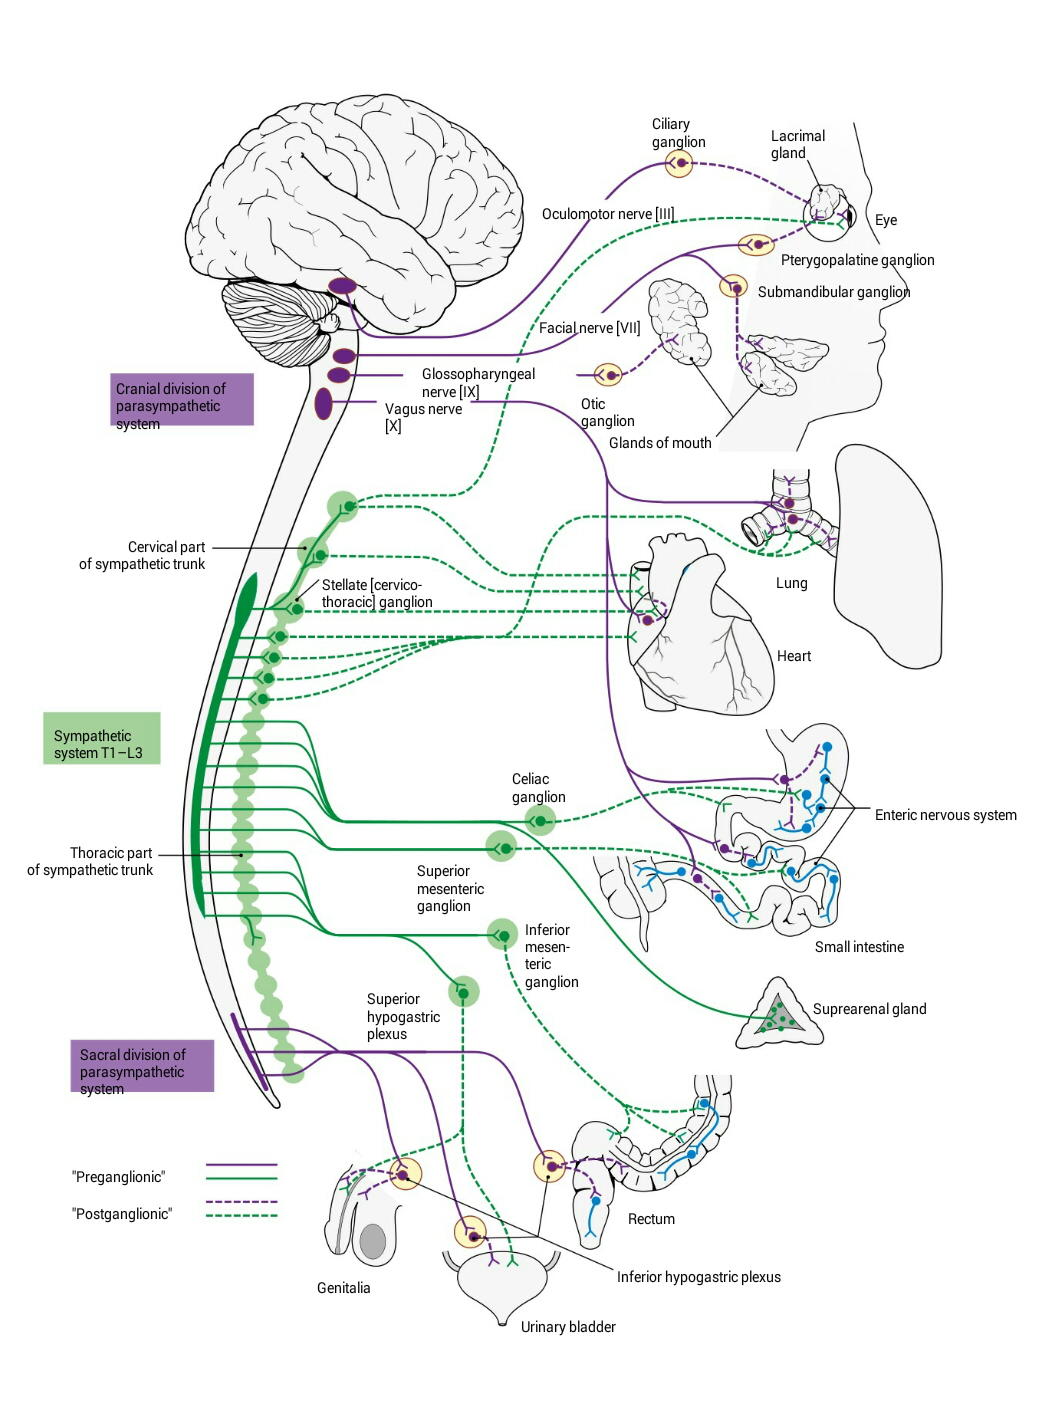 Ciliary
ganglion
Lacrimal
gland
Oculomotor nerve [III]
Eye
Pterygopalatine ganglion
Submandibular ganglion
Facial nerve [VII]
Glossopharyngeal
nerve [IX]
Cranial division of
parasympathetic
system
Vagus nerve
[X]
Otic
ganglion
Glands of mouth
Cervical part
of sympathetic trunk
Stellate [cervico-
thoracic] ganglion
Lung
Heart
Sympathetic
system T1–L3
Celiac
ganglion
Enteric nervous system
Thoracic part
of sympathetic trunk
Superior
mesenteric
ganglion
Inferior
mesen-
teric
ganglion
Small intestine
Superior
hypogastric
plexus
Suprearenal gland
Sacral division of
parasympathetic
system
"Preganglionic"
"Postganglionic"
Rectum
Genitalia
Inferior hypogastric plexus
Urinary bladder